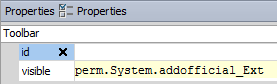 Properties Properties
Toolbar
id
visible perm.System.addofficial_Ext